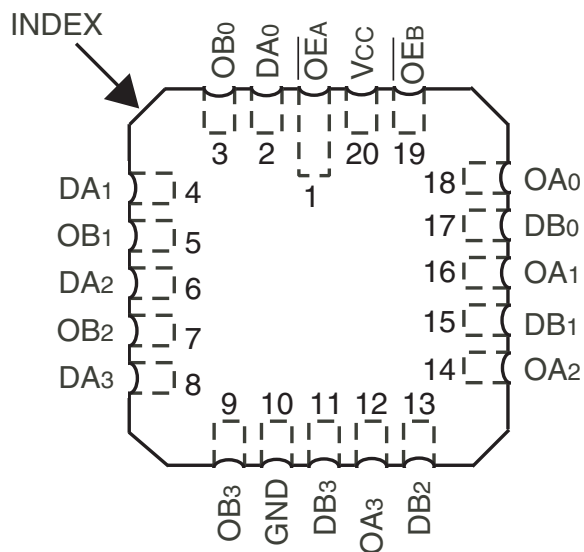 INDEX
OB0
DA0
O̅E̅A
VCC
O̅E̅B
3
2
1
20
19
DA1 4
OB1 5
DA2 6
OB2 7
DA3 8
18 OA0
17 DB0
16 OA1
15 DB1
14 OA2
9
10
11
12
13
OB3
GND
DB3
OA3
DB2